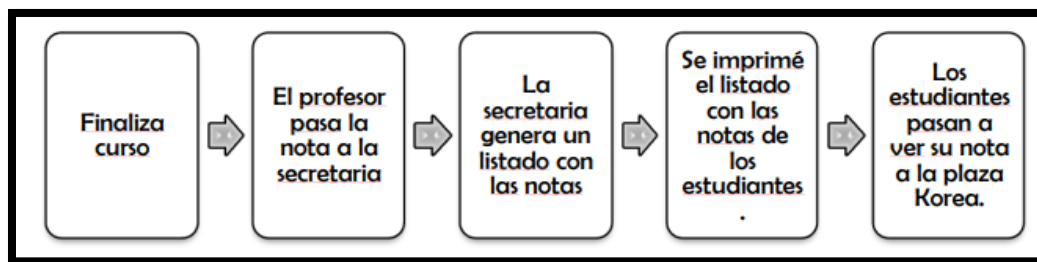 Finaliza
curso
El profesor
pasa la
nota a la
secretaria
La
secretaria
genera un
listado con
las notas
Se imprimé
el listado
con las
notas de
los
estudiantes
.
Los
estudiantes
pasan a
ver su nota
a la plaza
Korea.